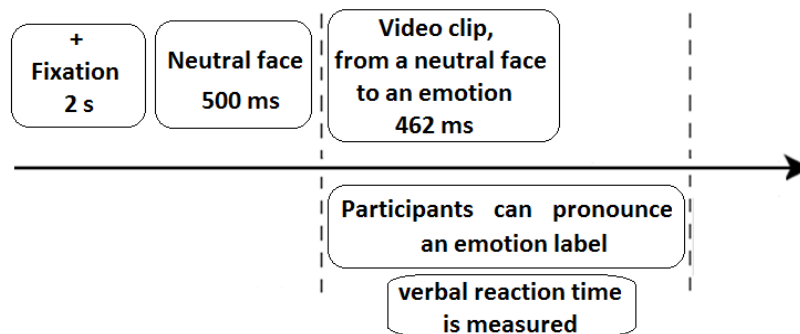 +
Fixation
2 s
Neutral face
500 ms
Video clip,
from a neutral face
to an emotion
462 ms
Participants can pronounce
an emotion label
verbal reaction time
is measured